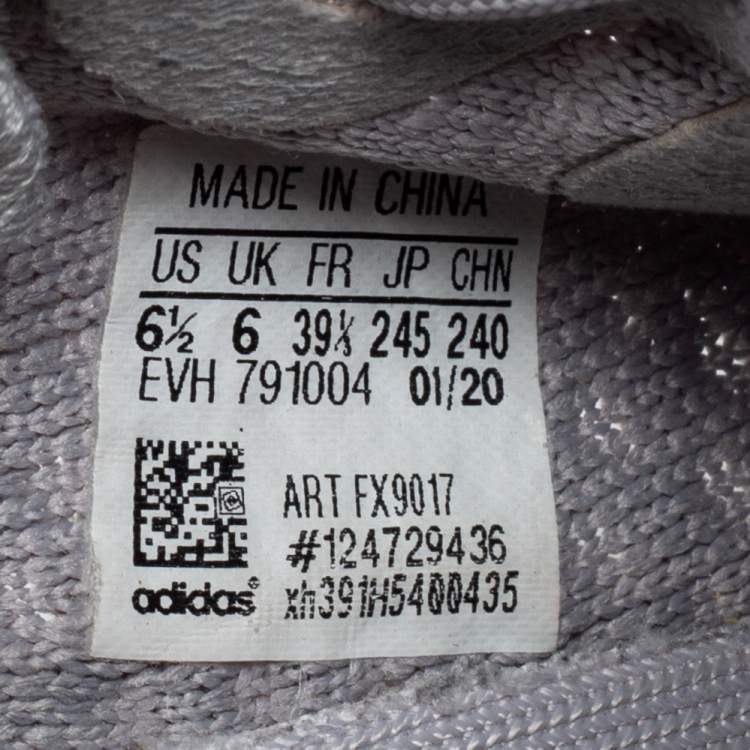 MADE IN CHINA
US UK FR JP CHN
6½ 6 39⅓ 245 240
EVH 791004 01/20
ART FX9017
#124729436
xh391H5400435
adidas®